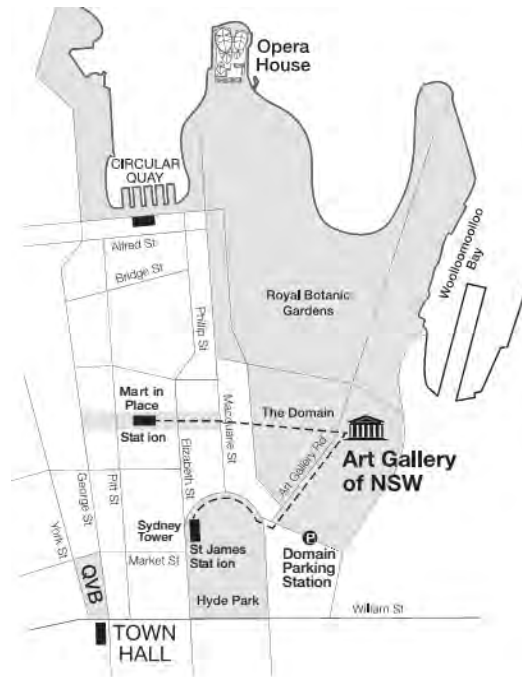 Opera
House
CIRCULAR
QUAY
Alfred St
Bridge St
Woolloomoolloo
Bay
Royal Botanic
Gardens
Phillip St
Mart in
Place
Stat ion
The Domain
Macquarie St
Art Gallery Rd
Art Gallery
of NSW
George St
Pitt St
Elizabeth St
York St
Sydney
Tower
St James
Stat ion
P
Domain
Parking
Station
Market St
QVB
Hyde Park
William St
TOWN
HALL